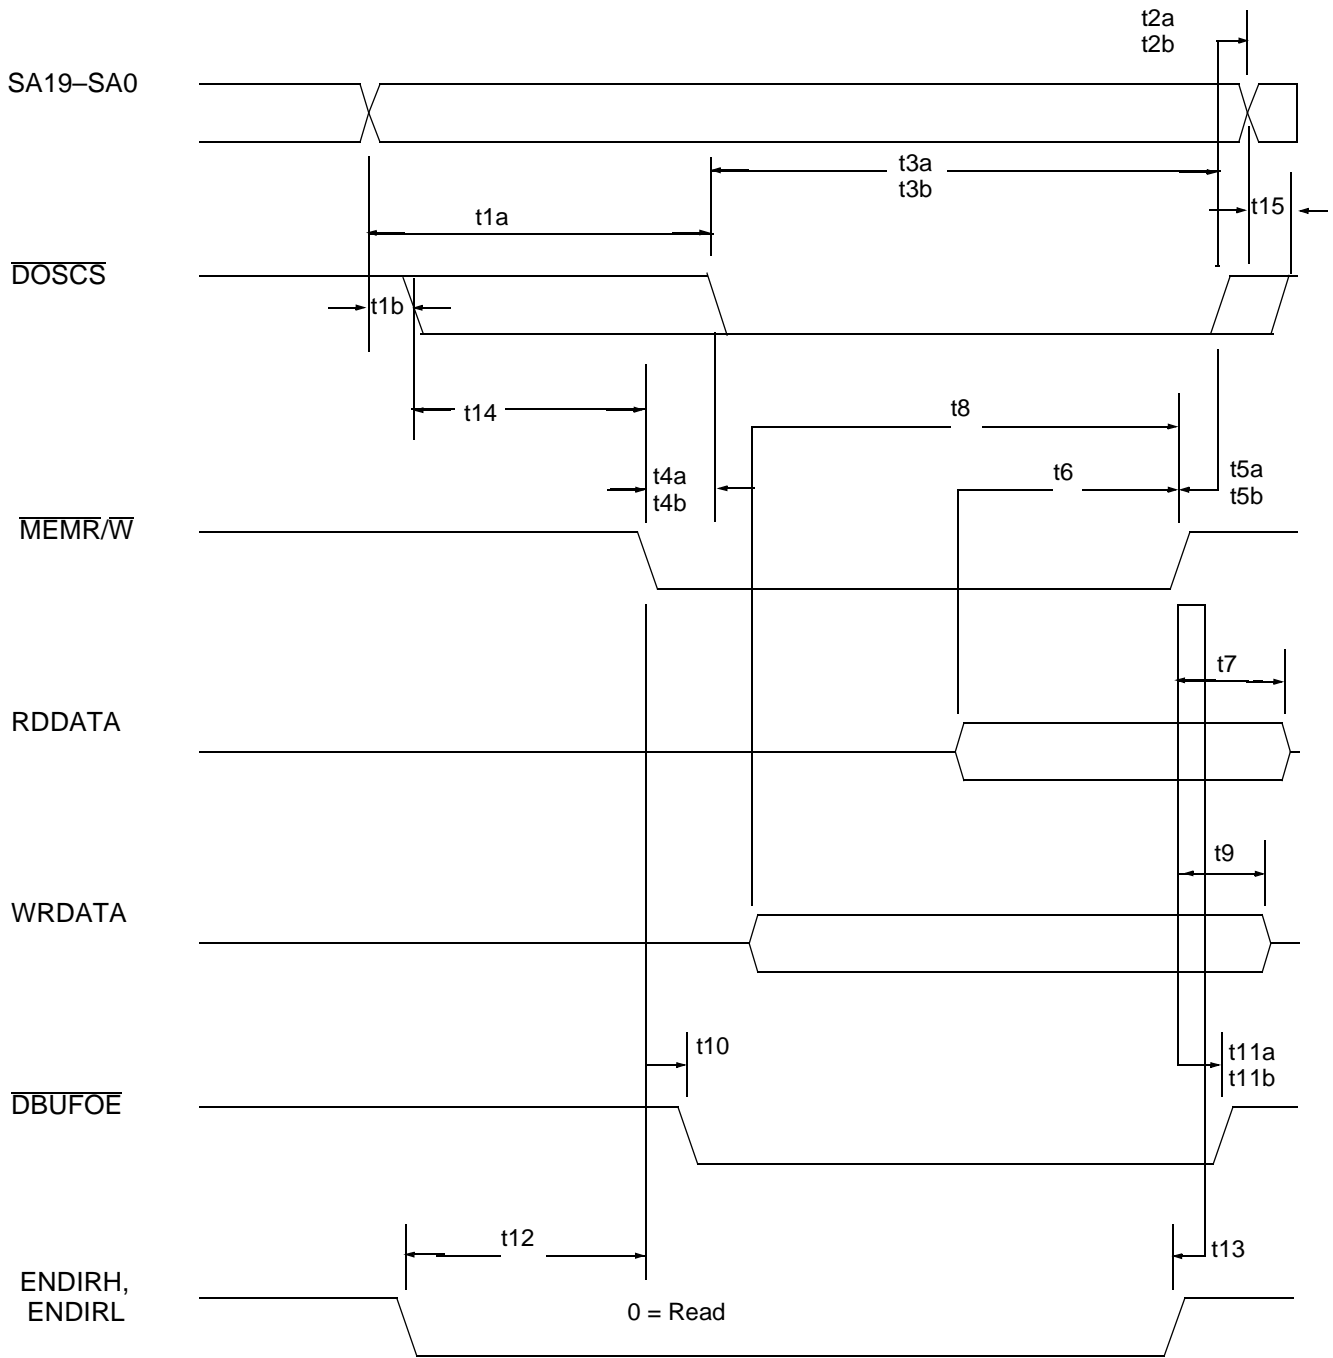 t2a
t2b
SA19–SA0
t3a
t3b
t15
t1a
DOSCS
t1b
t14
t8
t4a
t4b
t6
t5a
t5b
MEMR/W
t7
RDDATA
t9
WRDATA
t10
t11a
t11b
DBUFOE
t12
t13
ENDIRH,
ENDIRL
0 = Read